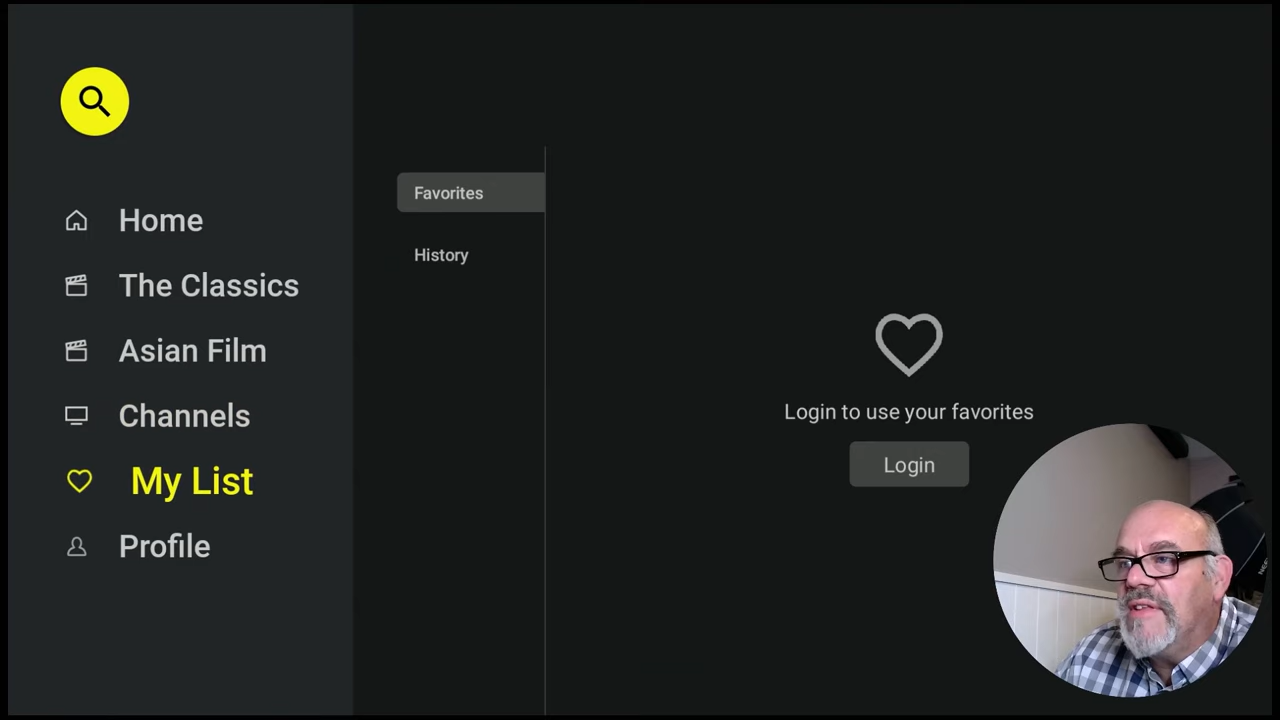 Home
The Classics
Asian Film
Channels
My List
Profile
Favorites
History
Login to use your favorites
Login